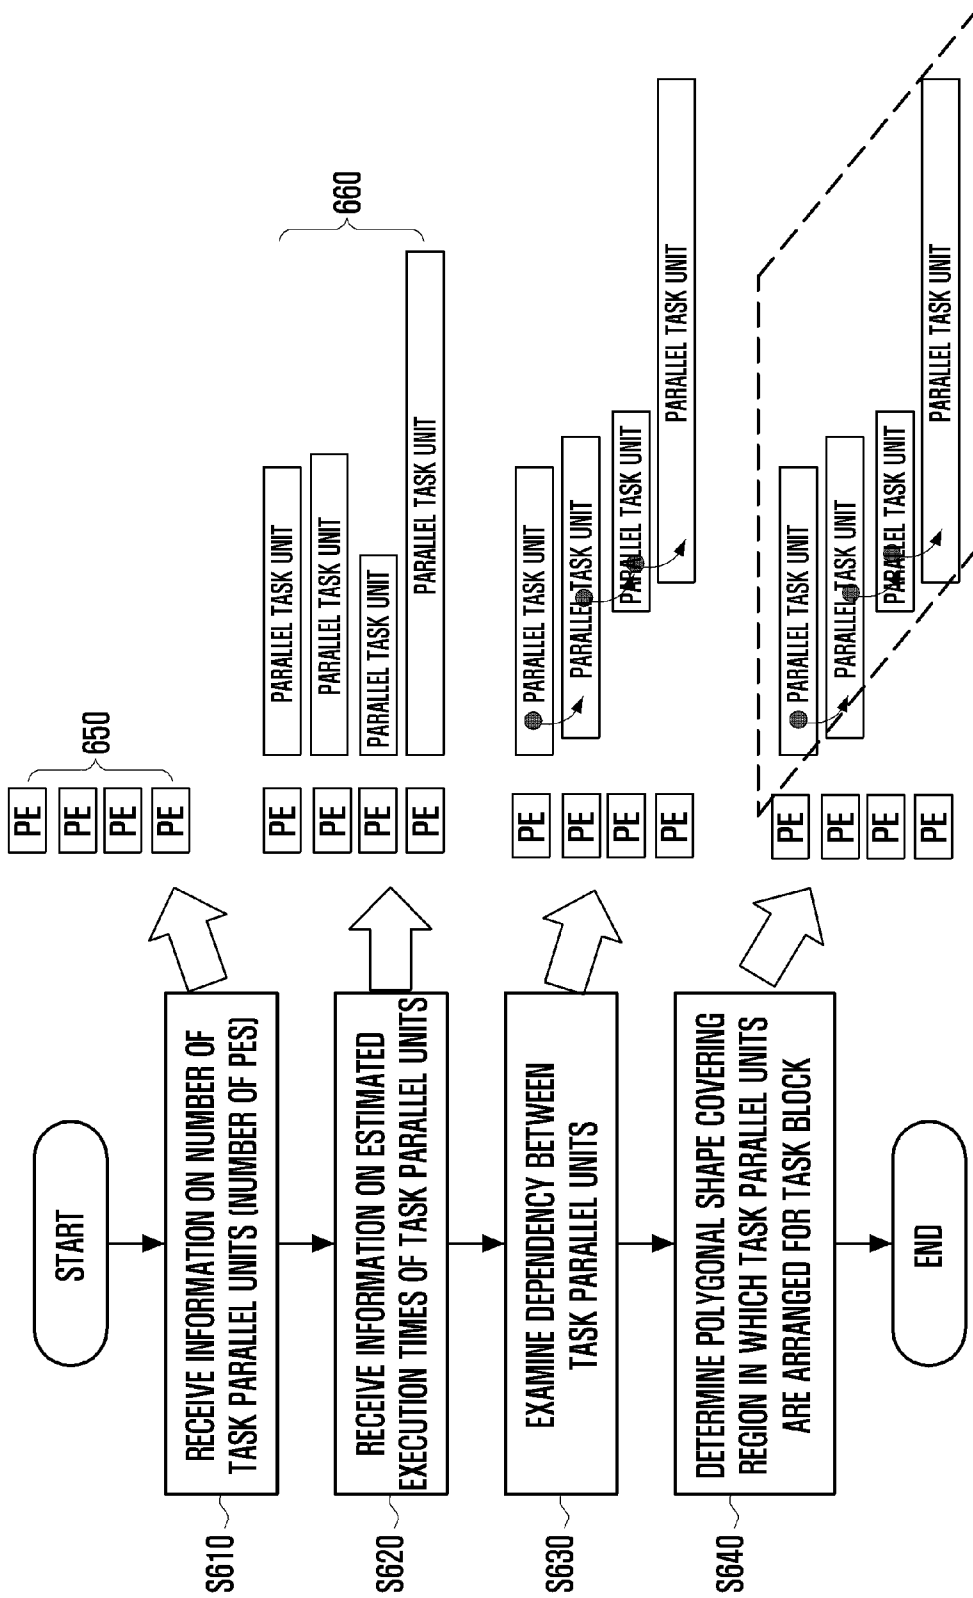 START
S610
RECEIVE INFORMATION ON NUMBER OF
TASK PARALLEL UNITS (NUMBER OF PES)
PE
PE
PE
PE
650
S620
RECEIVE INFORMATION ON ESTIMATED
EXECUTION TIMES OF TASK PARALLEL UNITS
PE
PARALLEL TASK UNIT
PE
PARALLEL TASK UNIT
PE
PARALLEL TASK UNIT
PE
PARALLEL TASK UNIT
660
S630
EXAMINE DEPENDENCY BETWEEN
TASK PARALLEL UNITS
PE
PARALLEL TASK UNIT
PE
PARALLEL TASK UNIT
PE
PARALLEL TASK UNIT
PE
PARALLEL TASK UNIT
S640
DETERMINE POLYGONAL SHAPE COVERING
REGION IN WHICH TASK PARALLEL UNITS
ARE ARRANGED FOR TASK BLOCK
PE
PARALLEL TASK UNIT
PE
PARALLEL TASK UNIT
PE
PARALLEL TASK UNIT
PE
PARALLEL TASK UNIT
END